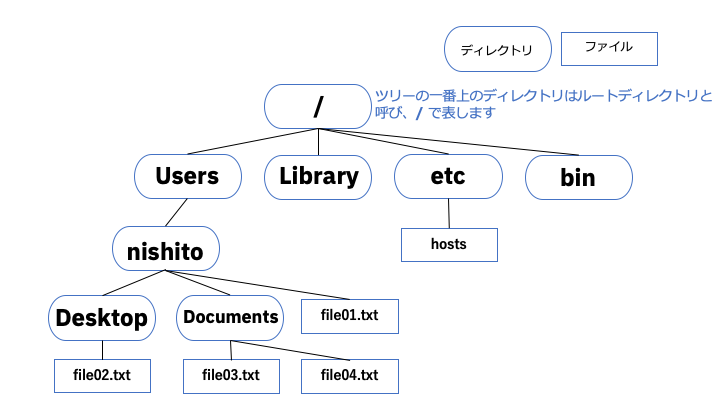 ディレクトリ
ファイル
/
ツリーの一番上のディレクトリはルートディレクトリと
呼び、/ で表します
Users
Library
etc
bin
nishito
hosts
Desktop
Documents
file01.txt
file02.txt
file03.txt
file04.txt